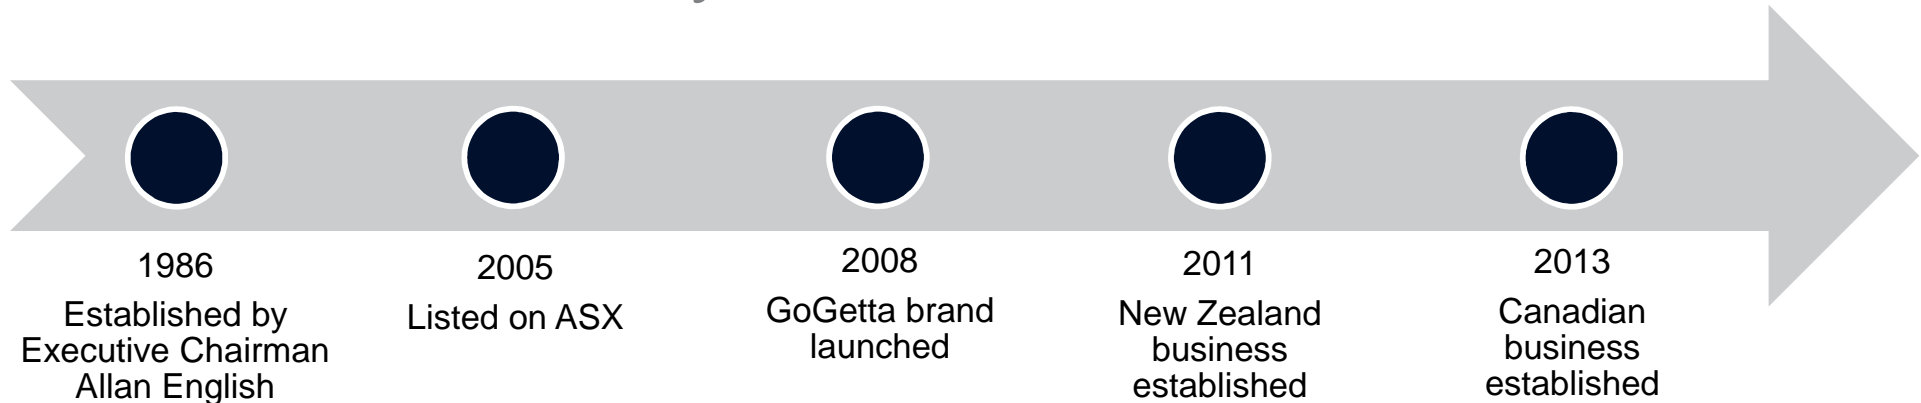 1986
Established by
Executive Chairman
Allan English
2005
Listed on ASX
2008
GoGetta brand
launched
2011
New Zealand
business
established
2013
Canadian
business
established